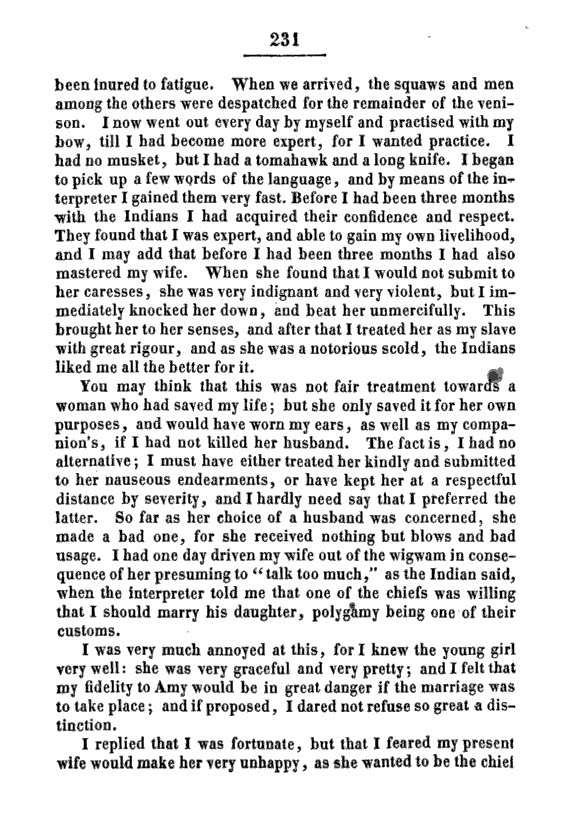 231
been inured to fatigue. When we arrived, the squaws and men
among the others were despatched for the remainder of the veni-
son. I now went out every day by myself and practised with my
bow, till I had become more expert, for I wanted practice. I
had no musket, but I had a tomahawk and a long knife. I began
to pick up a few words of the language, and by means of the in-
terpreter I gained them very fast. Before I had been three months
with the Indians I had acquired their confidence and respect.
They found that I was expert, and able to gain my own livelihood,
and I may add that before I had been three months I had also
mastered my wife. When she found that I would not submit to
her caresses, she was very indignant and very violent, but I im-
mediately knocked her down, and beat her unmercifully. This
brought her to her senses, and after that I treated her as my slave
with great rigour, and as she was a notorious scold, the Indians
liked me all the better for it.
You may think that this was not fair treatment towards a
woman who had saved my life; but she only saved it for her own
purposes, and would have worn my ears, as well as my compa-
nion's, if I had not killed her husband. The fact is, I had no
alternative; I must have either treated her kindly and submitted
to her nauseous endearments, or have kept her at a respectful
distance by severity, and I hardly need say that I preferred the
latter. So far as her choice of a husband was concerned, she
made a bad one, for she received nothing but blows and bad
usage. I had one day driven my wife out of the wigwam in conse-
quence of her presuming to "talk too much," as the Indian said,
when the interpreter told me that one of the chiefs was willing
that I should marry his daughter, polygamy being one of their
customs.
I was very much annoyed at this, for I knew the young girl
very well: she was very graceful and very pretty; and I felt that
my fidelity to Amy would be in great danger if the marriage was
to take place; and if proposed, I dared not refuse so great a dis-
tinction.
I replied that I was fortunate, but that I feared my present
wife would make her very unhappy, as she wanted to be the chief